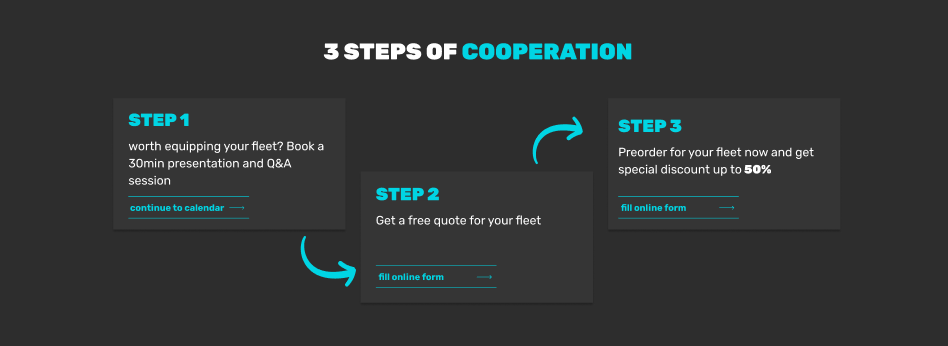 3 STEPS OF COOPERATION
STEP 1
worth equipping your fleet? Book a
30min presentation and Q&A
session
continue to calendar
STEP 2
Get a free quote for your fleet
fill online form
STEP 3
Preorder for your fleet now and get
special discount up to 50%
fill online form